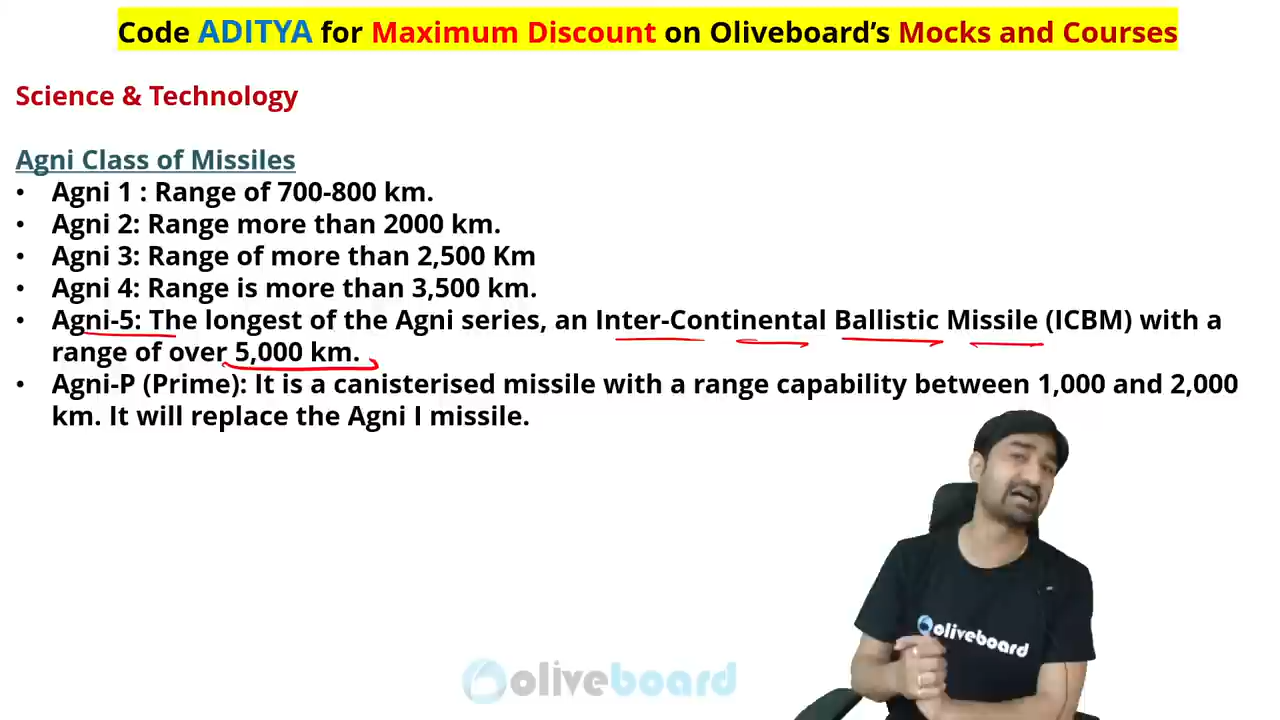 Code ADITYA for Maximum Discount on Oliveboard’s Mocks and Courses
Science & Technology
Agni Class of Missiles
• Agni 1 : Range of 700-800 km.
• Agni 2: Range more than 2000 km.
• Agni 3: Range of more than 2,500 Km
• Agni 4: Range is more than 3,500 km.
• Agni-5: The longest of the Agni series, an Inter-Continental Ballistic Missile (ICBM) with a
range of over 5,000 km.
• Agni-P (Prime): It is a canisterised missile with a range capability between 1,000 and 2,000
km. It will replace the Agni I missile.
oliveboard
oliveboard